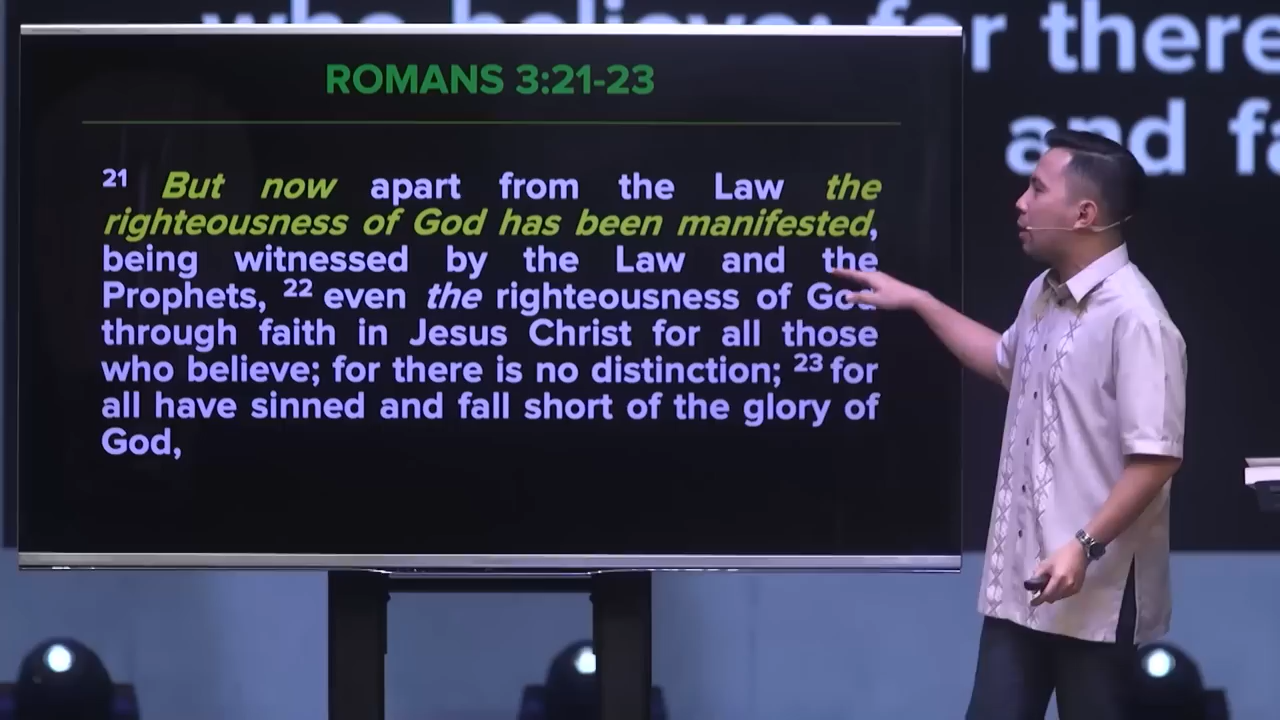 who believe; for there
and fa
ROMANS 3:21-23
21 But now apart from the Law the
righteousness of God has been manifested,
being witnessed by the Law and the
Prophets, 22 even the righteousness of God
through faith in Jesus Christ for all those
who believe; for there is no distinction; 23 for
all have sinned and fall short of the glory of
God,